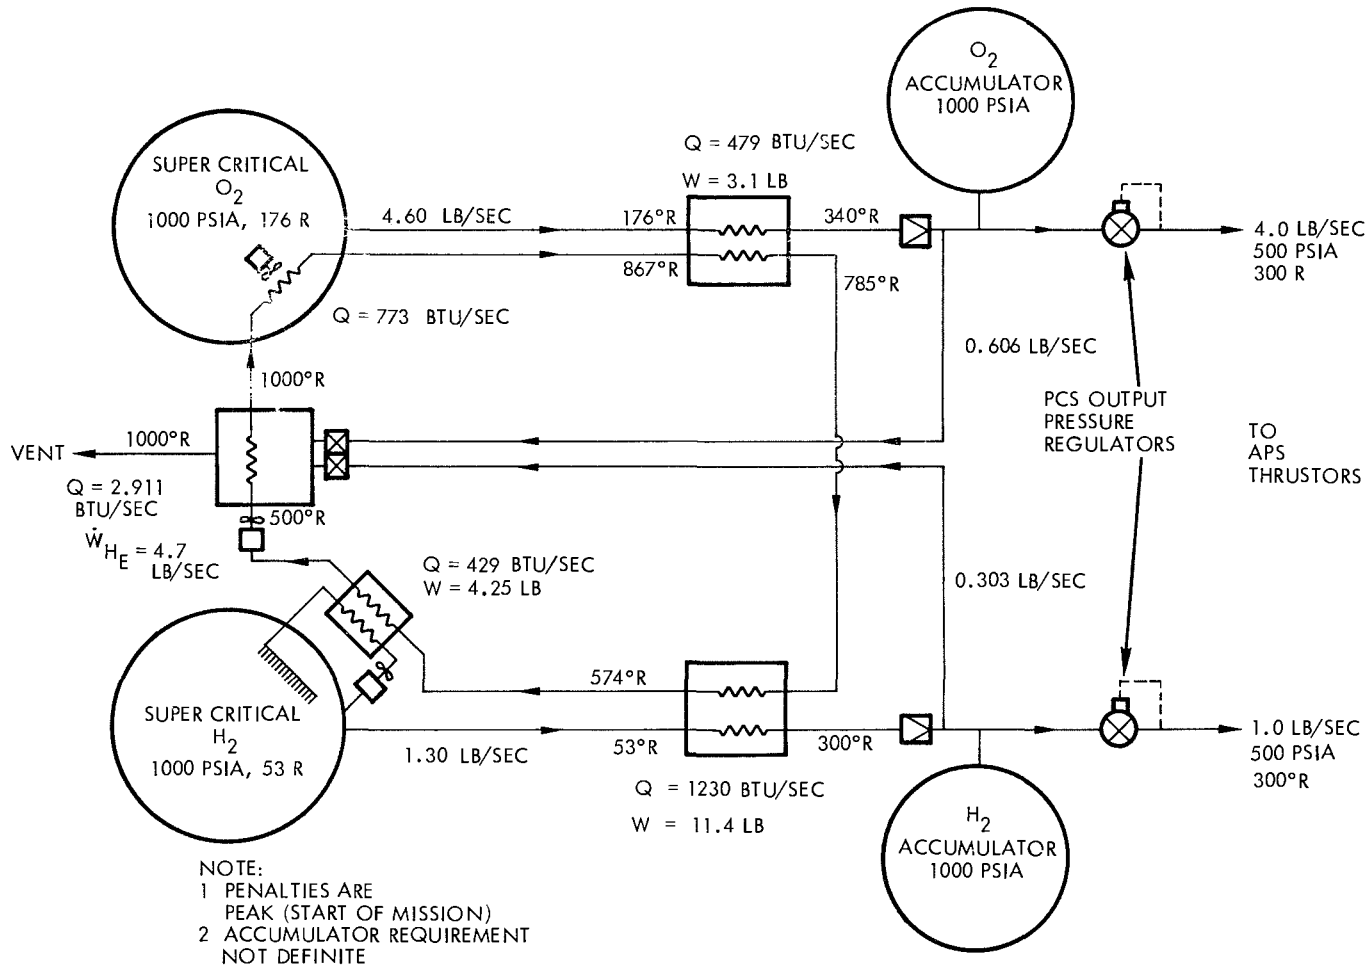 O2
ACCUMULATOR
1000 PSIA
SUPER CRITICAL
O2
1000 PSIA, 176 R
Q = 479 BTU/SEC
W = 3.1 LB
4.60 LB/SEC
176°R
340°R
867°R
785°R
4.0 LB/SEC
500 PSIA
300 R
Q = 773 BTU/SEC
0.606 LB/SEC
1000°R
PCS OUTPUT
PRESSURE
REGULATORS
TO
APS
THRUSTORS
VENT
1000°R
Q = 2.911
BTU/SEC
500°R
ẆHE = 4.7
LB/SEC
Q = 429 BTU/SEC
W = 4.25 LB
0.303 LB/SEC
574°R
SUPER CRITICAL
H2
1000 PSIA, 53 R
1.30 LB/SEC
53°R
300°R
1.0 LB/SEC
500 PSIA
300°R
Q = 1230 BTU/SEC
W = 11.4 LB
H2
ACCUMULATOR
1000 PSIA
NOTE:
1 PENALTIES ARE
PEAK (START OF MISSION)
2 ACCUMULATOR REQUIREMENT
NOT DEFINITE